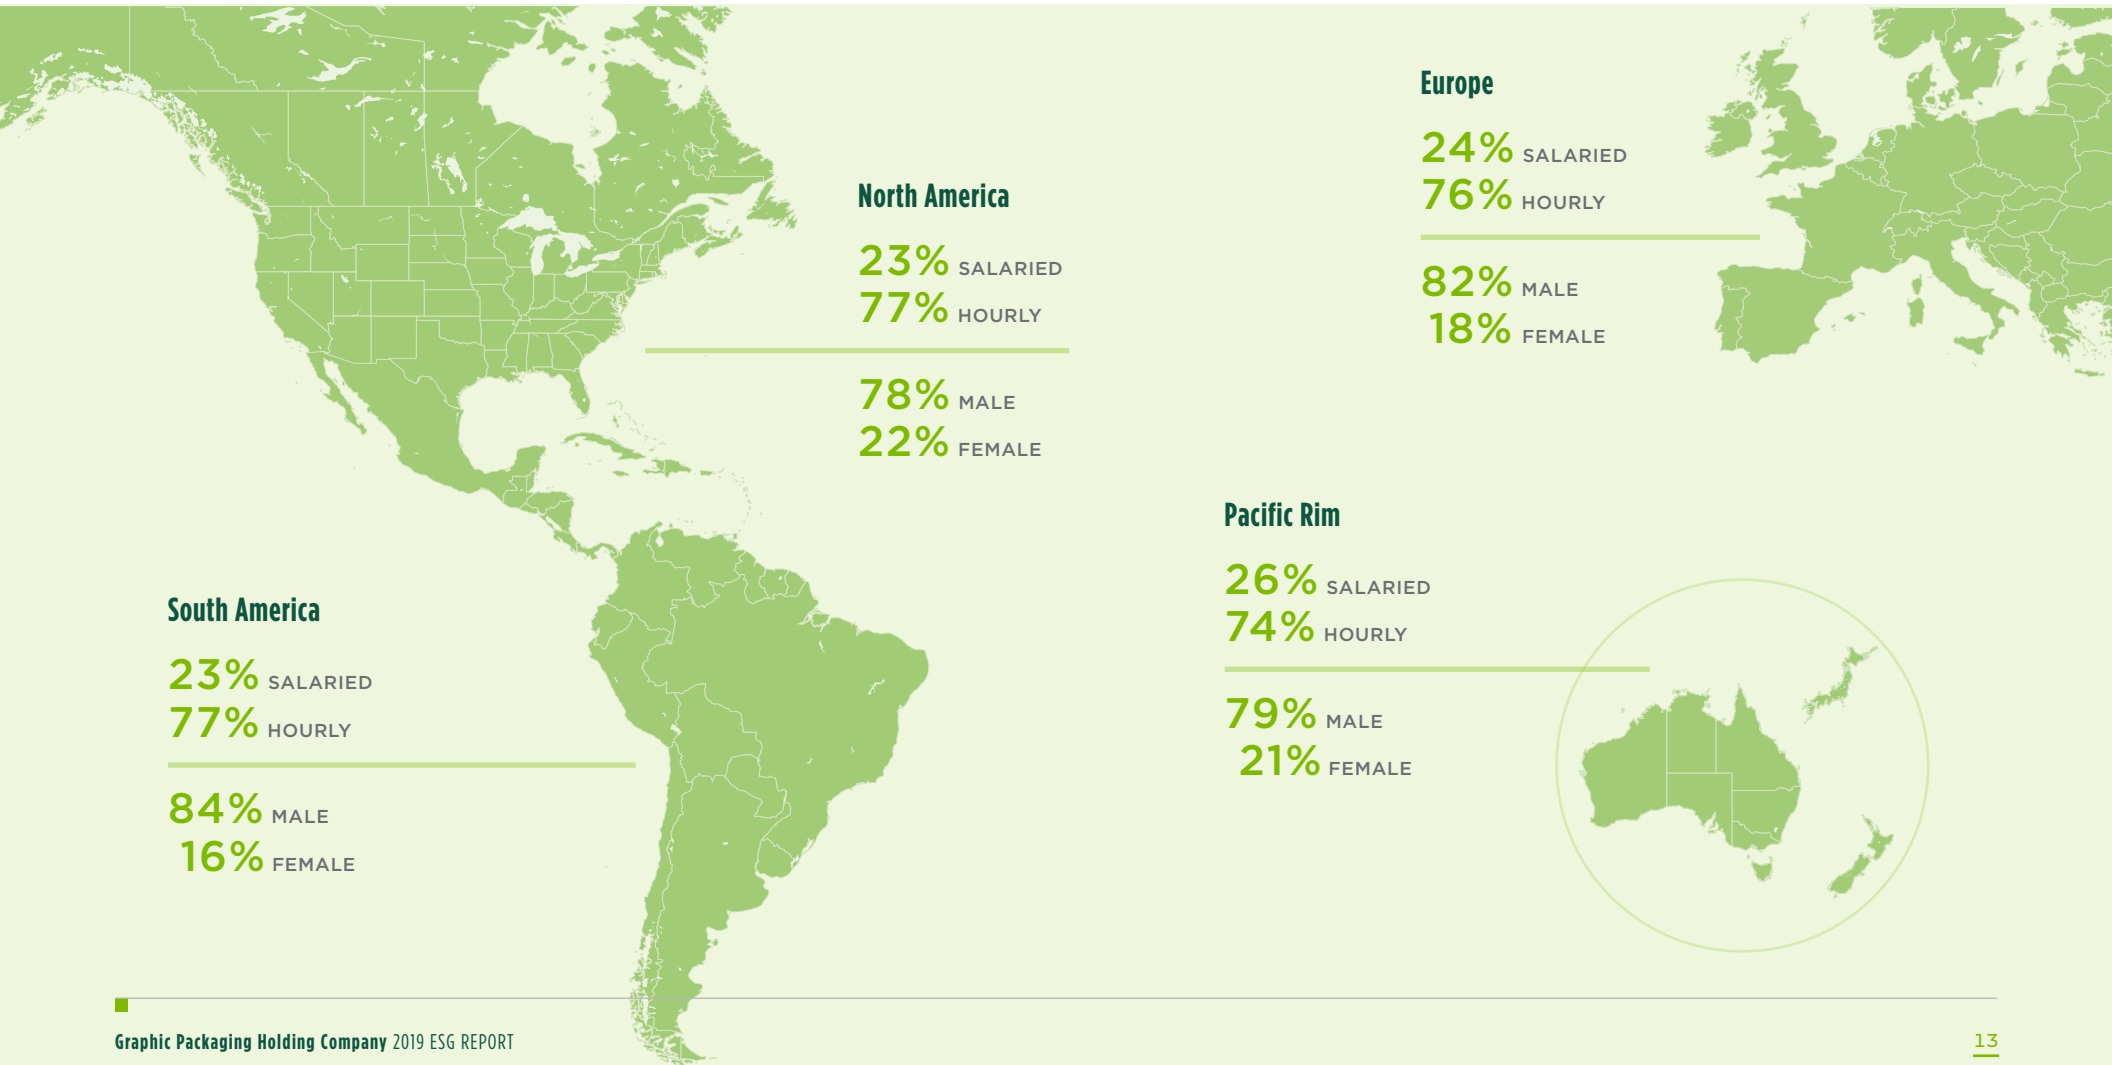 Europe
24% SALARIED
76% HOURLY
82% MALE
18% FEMALE
North America
23% SALARIED
77% HOURLY
78% MALE
22% FEMALE
Pacific Rim
26% SALARIED
74% HOURLY
79% MALE
21% FEMALE
South America
23% SALARIED
77% HOURLY
84% MALE
16% FEMALE
Graphic Packaging Holding Company 2019 ESG REPORT
13